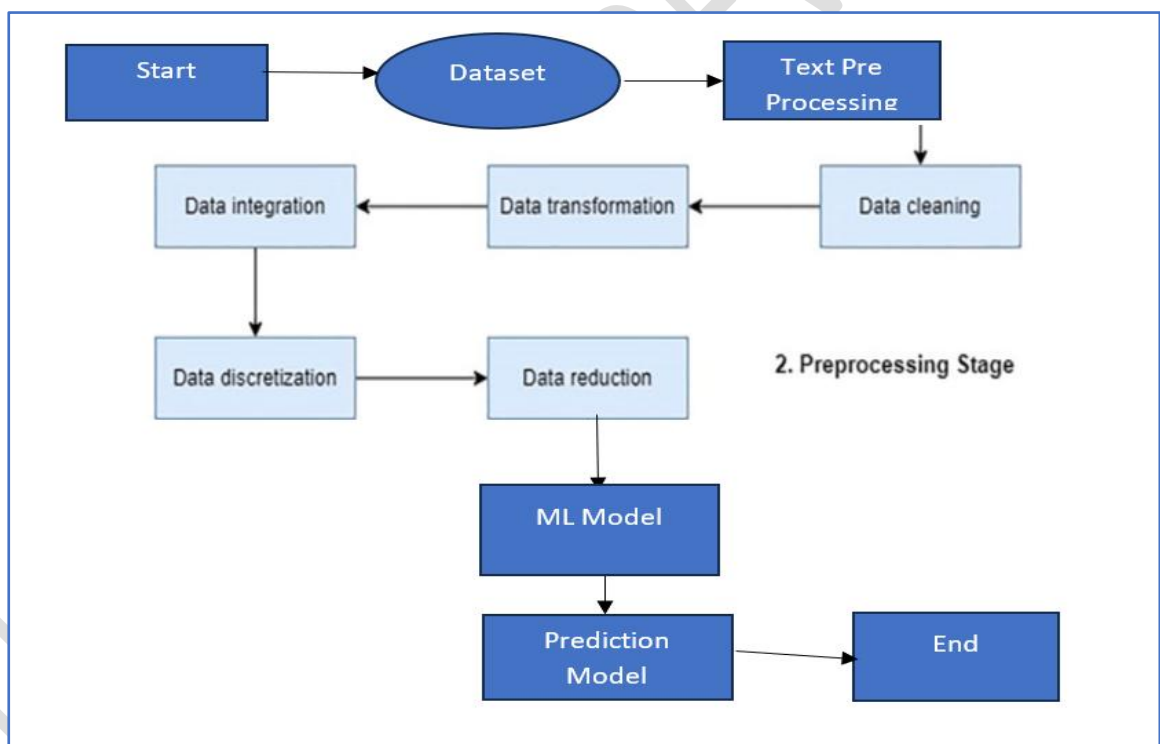 Start
Dataset
Text Pre
Processing
Data integration
Data transformation
Data cleaning
Data discretization
Data reduction
2. Preprocessing Stage
ML Model
Prediction
Model
End